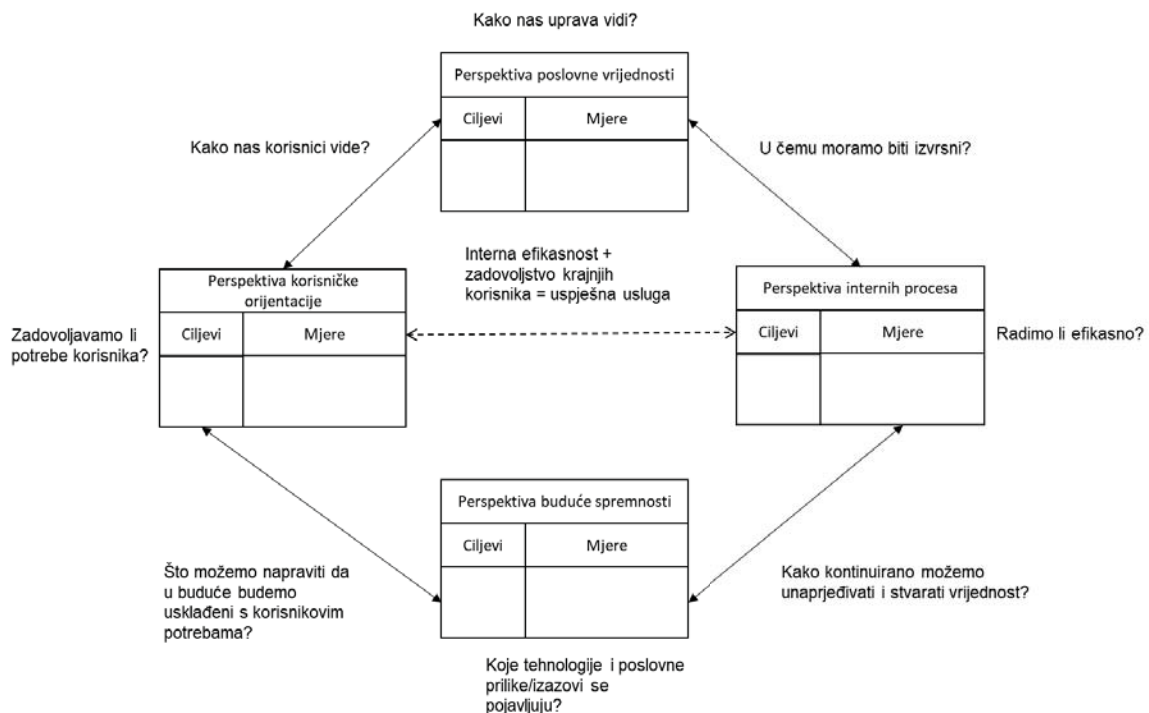 Kako nas uprava vidi?
Perspektiva poslovne vrijednosti
Ciljevi Mjere
Kako nas korisnici vide?
U čemu moramo biti izvrsni?
Interna efikasnost +
zadovoljstvo krajnjih
korisnika = uspješna usluga
Perspektiva korisničke
orijentacije
Ciljevi Mjere
Zadovoljavamo li
potrebe korisnika?
Perspektiva internih procesa
Ciljevi Mjere
Radimo li efikasno?
Perspektiva buduće spremnosti
Ciljevi Mjere
Što možemo napraviti da
u buduće budemo
usklađeni s korisnikovim
potrebama?
Kako kontinuirano možemo
unaprjeđivati i stvarati vrijednost?
Koje tehnologije i poslovne
prilike/izazovi se
pojavljuju?